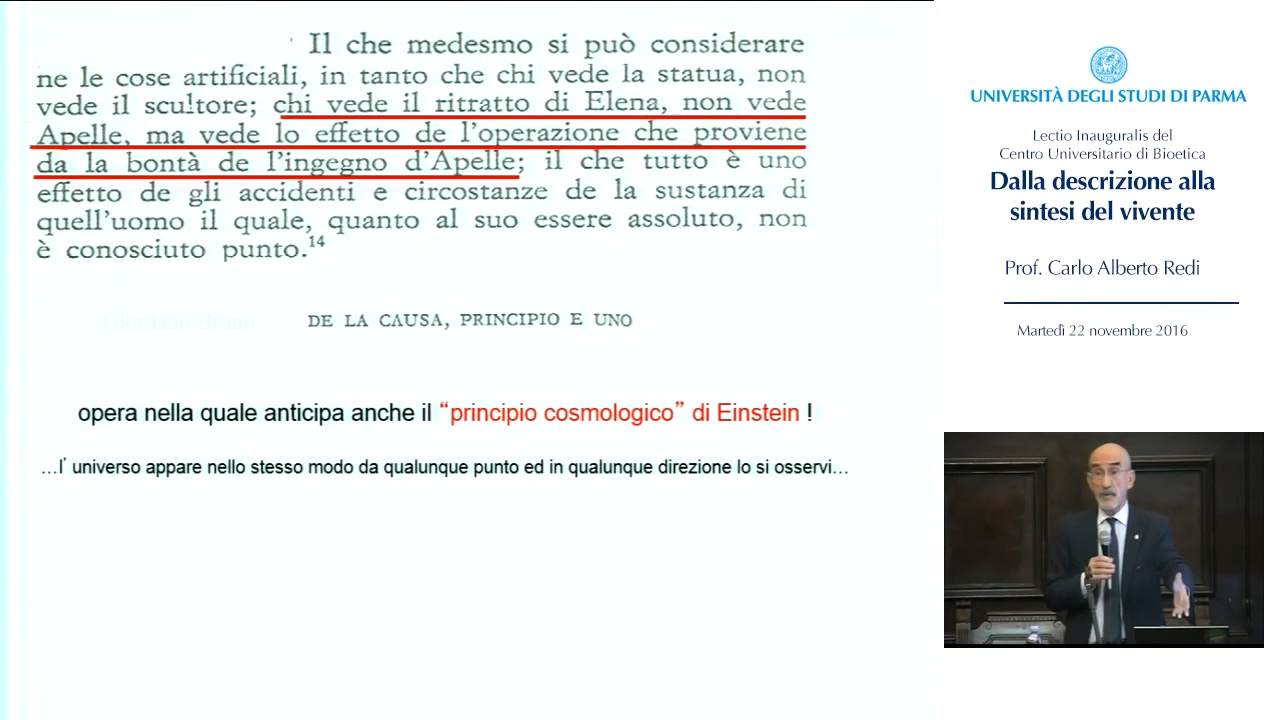 Il che medesmo si può considerare
ne le cose artificiali, in tanto che chi vede la statua, non
vede il scultore; chi vede il ritratto di Elena, non vede
Apelle, ma vede lo effetto de l'operazione che proviene
da la bontà de l'ingegno d'Apelle; il che tutto è uno
effetto de gli accidenti e circostanze de la sustanza di
quell'uomo il quale, quanto al suo essere assoluto, non
è conosciuto punto.14
Giordano Bruno
DE LA CAUSA, PRINCIPIO E UNO
opera nella quale anticipa anche il “principio cosmologico” di Einstein !
...l’ universo appare nello stesso modo da qualunque punto ed in qualunque direzione lo si osservi...
UNIVERSITÀ DEGLI STUDI DI PARMA
Lectio Inauguralis del
Centro Universitario di Bioetica
Dalla descrizione alla
sintesi del vivente
Prof. Carlo Alberto Redi
Martedì 22 novembre 2016